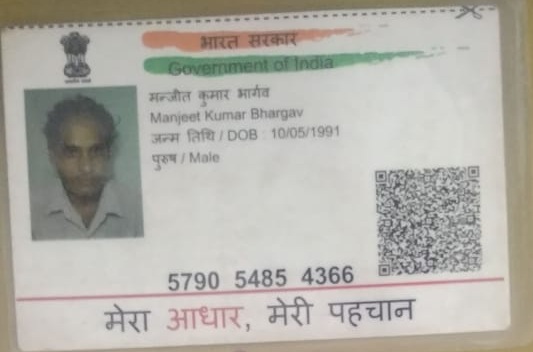 भारत सरकार
Government of India
मन्जीत कुमार भार्गव
Manjeet Kumar Bhargav
जन्म तिथि / DOB : 10/05/1991
पुरुष / Male
5790 5485 4366
मेरा आधार, मेरी पहचान